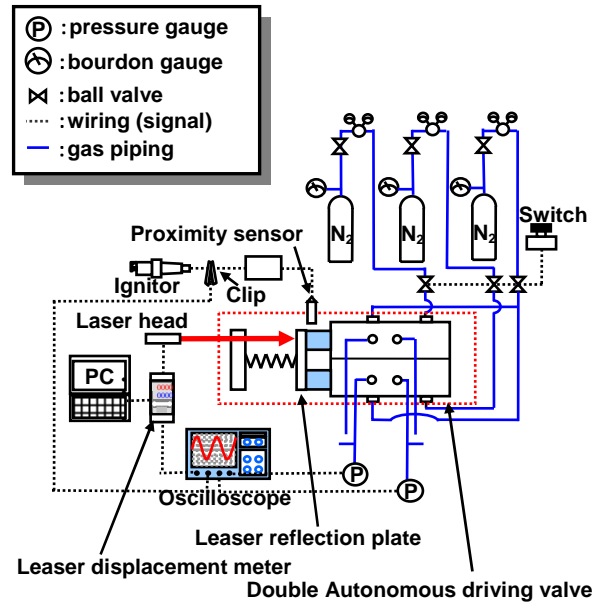 P : pressure gauge
: bourdon gauge
: ball valve
: wiring (signal)
: gas piping
N2 N2 N2
Switch
Proximity sensor
Ignitor
Clip
Laser head
PC
P
P
Oscilloscope
Leaser reflection plate
Leaser displacement meter
Double Autonomous driving valve